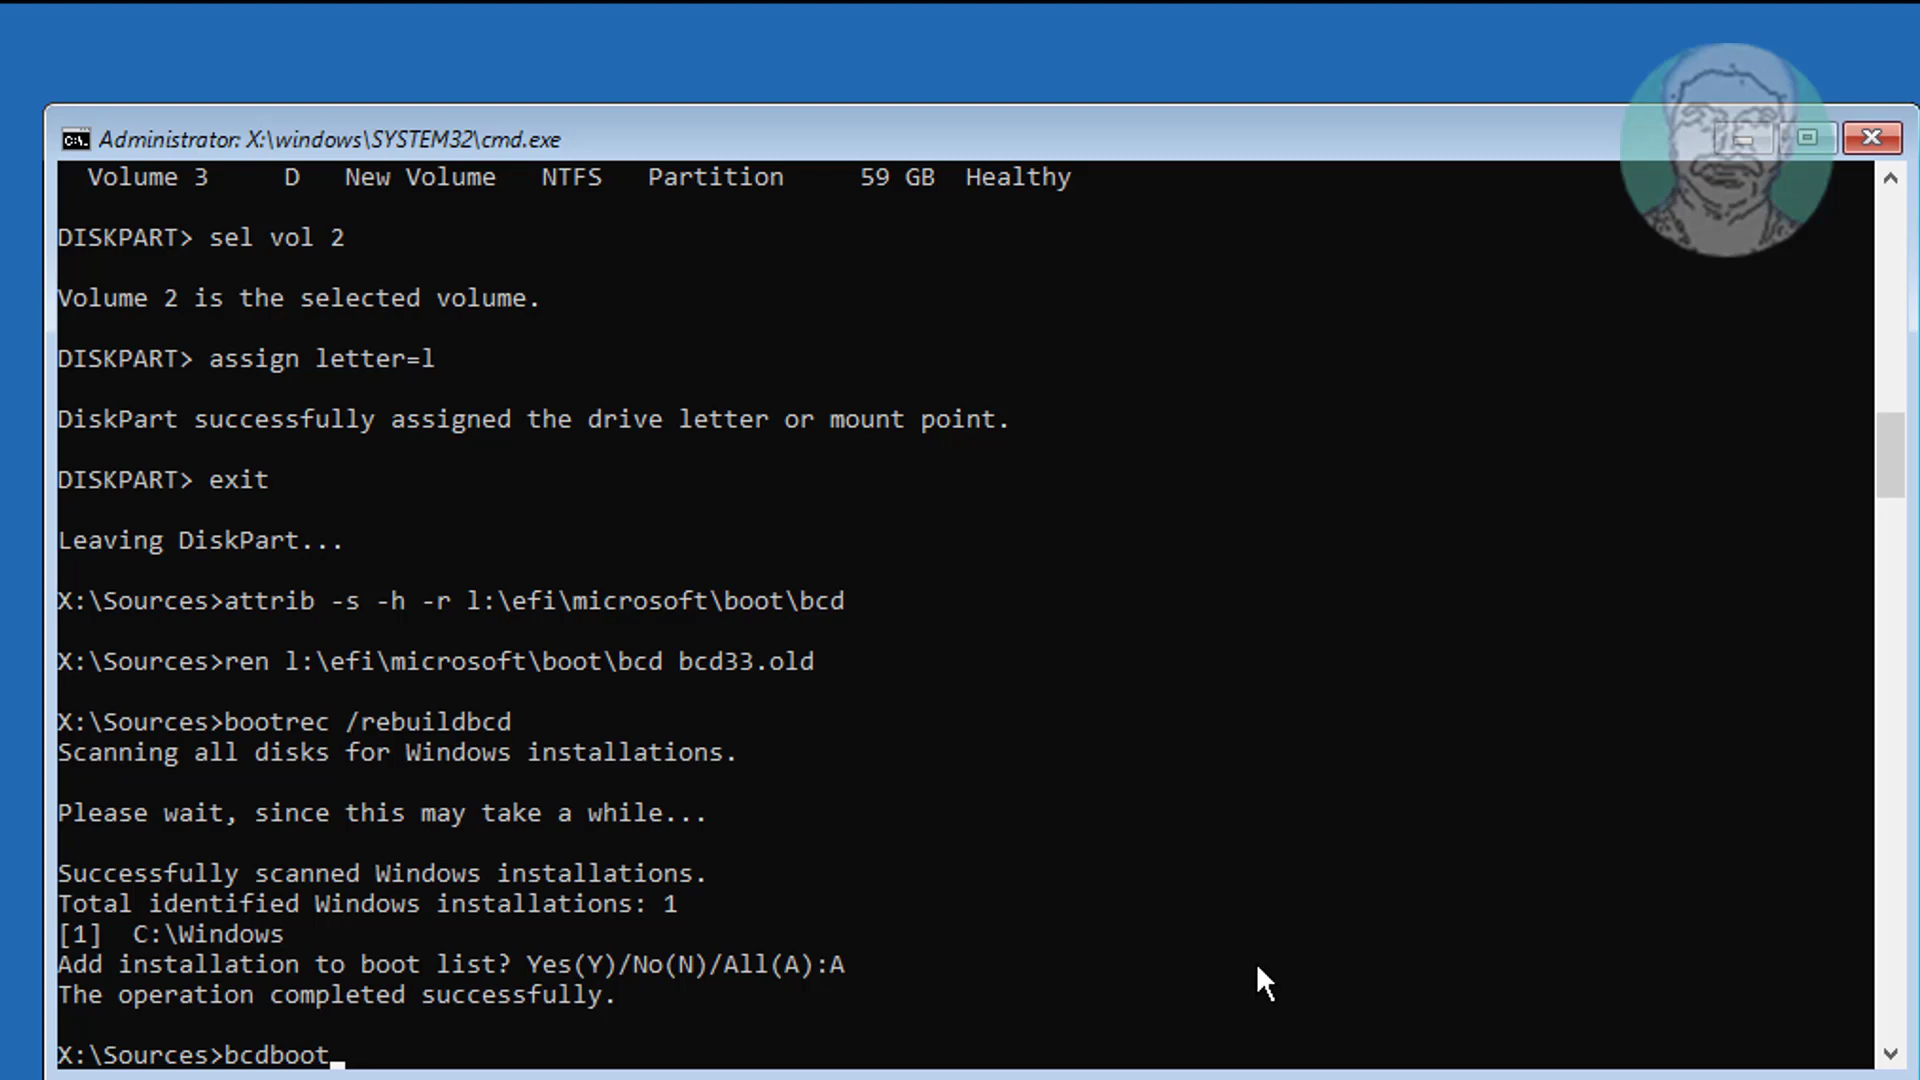 Administrator: X:\windows\SYSTEM32\cmd.exe
Volume 3 D New Volume NTFS Partition 59 GB Healthy
DISKPART> sel vol 2
Volume 2 is the selected volume.
DISKPART> assign letter=l
DiskPart successfully assigned the drive letter or mount point.
DISKPART> exit
Leaving DiskPart...
X:\Sources>attrib -s -h -r l:\efi\microsoft\boot\bcd
X:\Sources>ren l:\efi\microsoft\boot\bcd bcd33.old
X:\Sources>bootrec /rebuildbcd
Scanning all disks for Windows installations.
Please wait, since this may take a while...
Successfully scanned Windows installations.
Total identified Windows installations: 1
[1] C:\Windows
Add installation to boot list? Yes(Y)/No(N)/All(A):A
The operation completed successfully.
X:\Sources>bcdboot